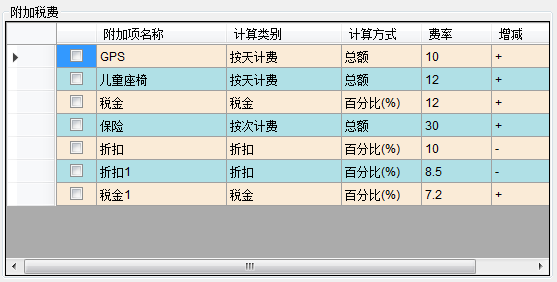 附加税费
附加项名称 计算类别 计算方式 费率 增减
GPS 按天计费 总额 10 +
儿童座椅 按天计费 总额 12 +
税金 税金 百分比(%) 12 +
保险 按次计费 总额 30 +
折扣 折扣 百分比(%) 10 -
折扣1 折扣 百分比(%) 8.5 -
税金1 税金 百分比(%) 7.2 +